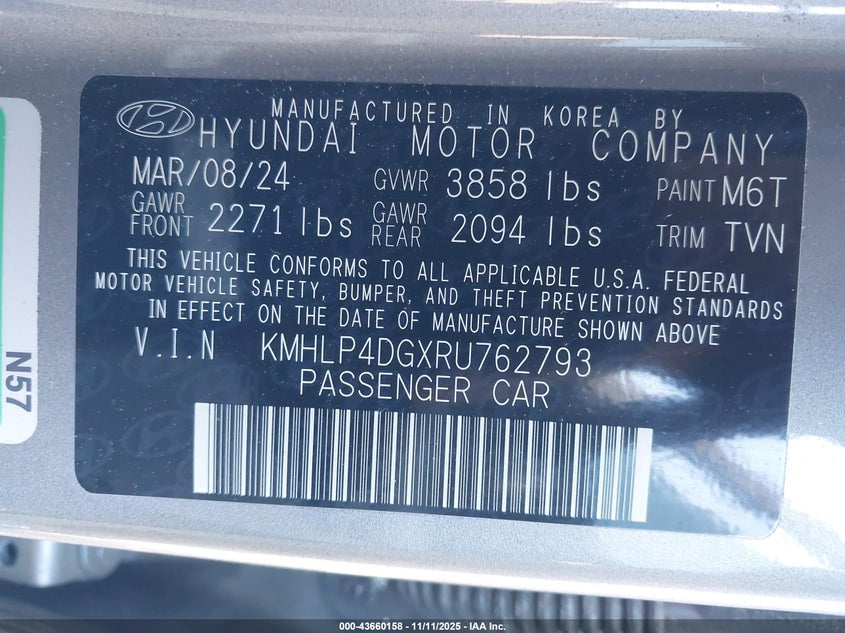 MANUFACTURED IN KOREA BY
HYUNDAI MOTOR COMPANY
MAR/08/24 GVWR 3858 lbs PAINT M6T
GAWR FRONT 2271 lbs GAWR REAR 2094 lbs TRIM TVN
THIS VEHICLE CONFORMS TO ALL APPLICABLE U.S.A. FEDERAL
MOTOR VEHICLE SAFETY, BUMPER, AND THEFT PREVENTION STANDARDS
IN EFFECT ON THE DATE OF MANUFACTURE SHOWN ABOVE
V.I.N KMHLP4DGXRU762793
PASSENGER CAR
N57
000-43660158 - 11/11/2025 - IAA Inc.